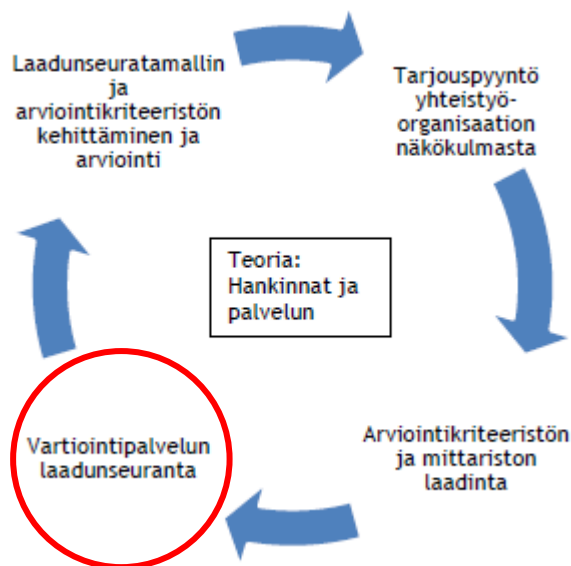 Laadunseuratamallin
ja
arviointikriteeristön
kehittäminen ja
arviointi
Tarjouspyyntö
yhteistyö-
organisaation
näkökulmasta
Teoria:
Hankinnat ja
palvelun
Vartiointipalvelun
laadunseuranta
Arviointikriteeristön
ja mittariston
laadinta